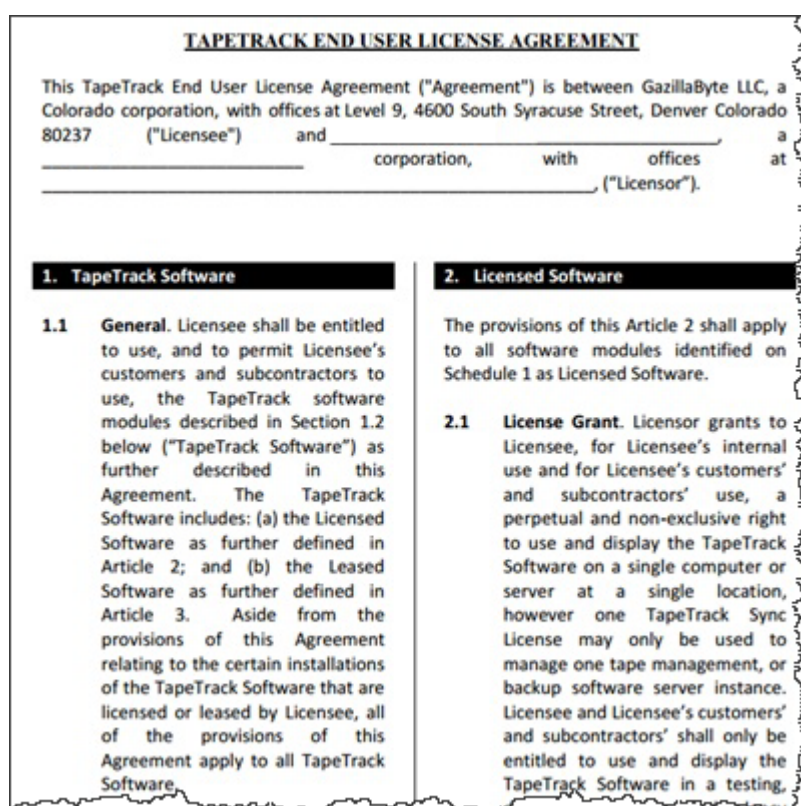 TAPETRACK END USER LICENSE AGREEMENT
This TapeTrack End User License Agreement ("Agreement") is between GazillaByte LLC, a
Colorado corporation, with offices at Level 9, 4600 South Syracuse Street, Denver Colorado
80237 ("Licensee") and ______________________________, a
____________________ corporation, with offices at
__________________________________________, ("Licensor").
1. TapeTrack Software
1.1 General. Licensee shall be entitled
to use, and to permit Licensee's
customers and subcontractors to
use, the TapeTrack software
modules described in Section 1.2
below ("TapeTrack Software") as
further described in this
Agreement. The TapeTrack
Software includes: (a) the Licensed
Software as further defined in
Article 2; and (b) the Leased
Software as further defined in
Article 3. Aside from the
provisions of this Agreement
relating to the certain installations
of the TapeTrack Software that are
licensed or leased by Licensee, all
of the provisions of this
Agreement apply to all TapeTrack
Software.
2. Licensed Software
The provisions of this Article 2 shall apply
to all software modules identified on
Schedule 1 as Licensed Software.
2.1 License Grant. Licensor grants to
Licensee, for Licensee's internal
use and for Licensee's customers'
and subcontractors' use, a
perpetual and non-exclusive right
to use and display the TapeTrack
Software on a single computer or
server at a single location,
however one TapeTrack Sync
License may only be used to
manage one tape management, or
backup software server instance.
Licensee and Licensee's customers'
and subcontractors' shall only be
entitled to use and display the
TapeTrack Software in a testing,